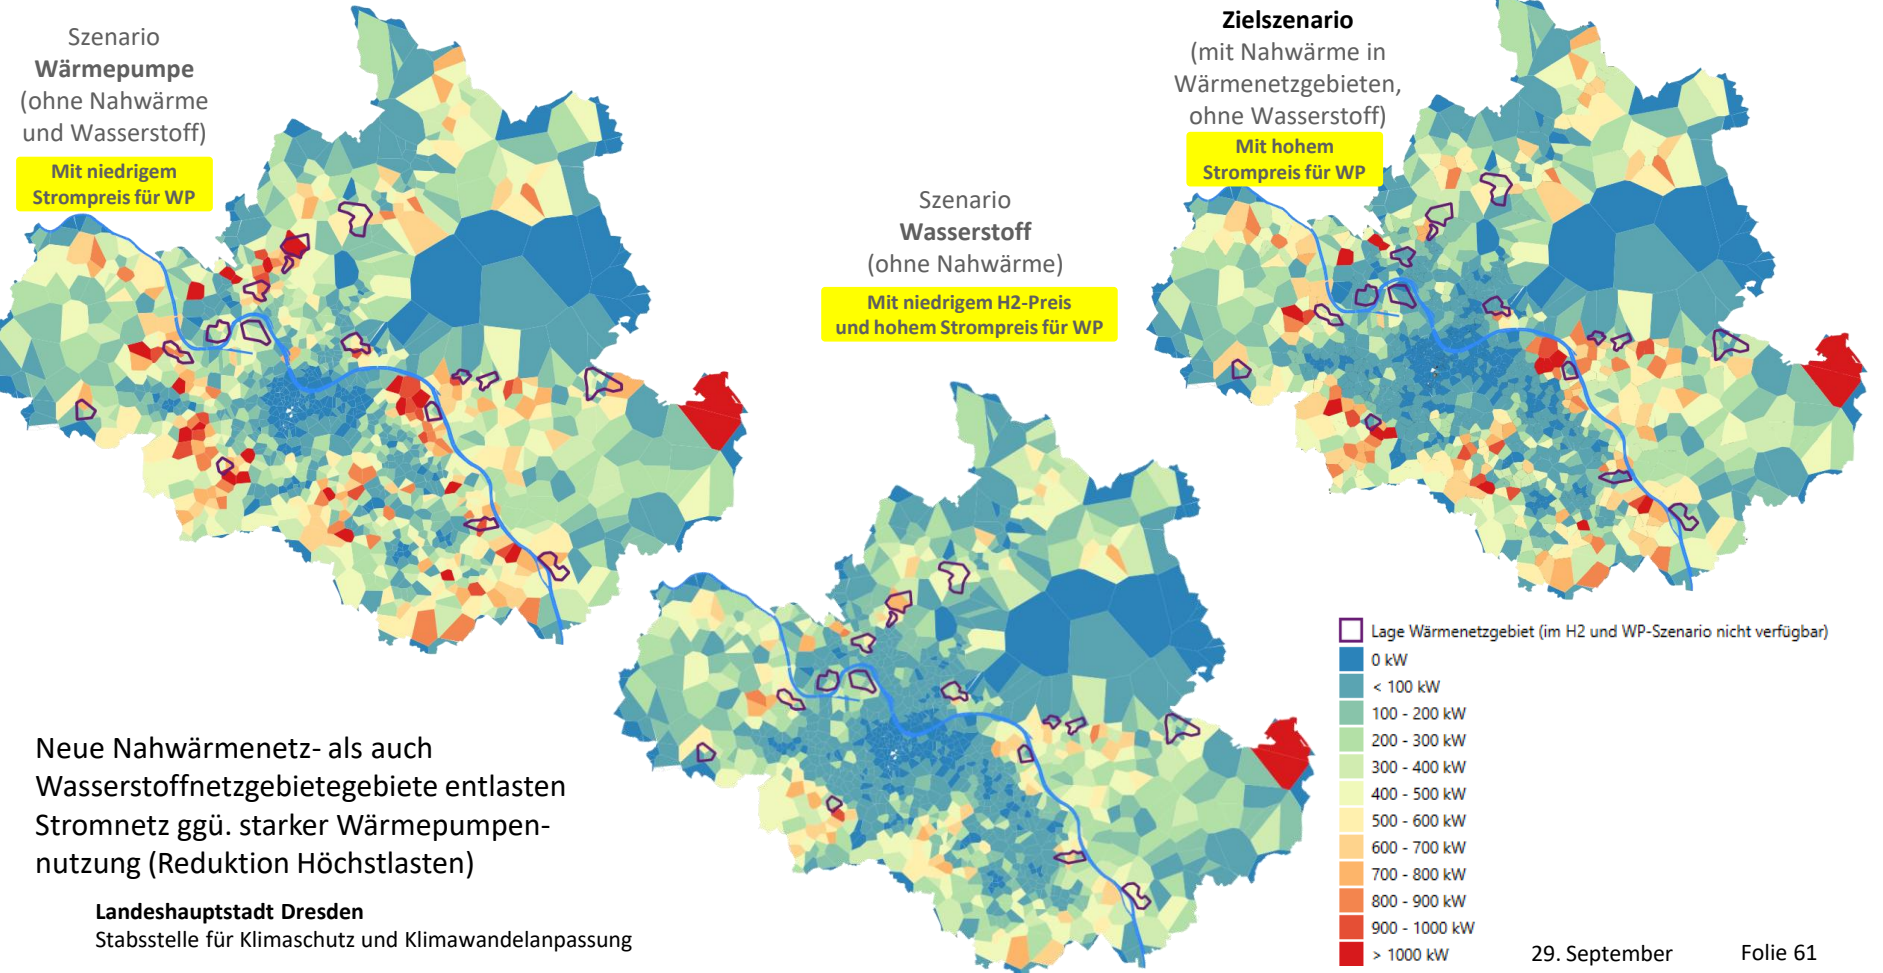 Szenario
Wärmepumpe
(ohne Nahwärme
und Wasserstoff)
Mit niedrigem
Strompreis für WP
Szenario
Wasserstoff
(ohne Nahwärme)
Mit niedrigem H2-Preis
und hohem Strompreis für WP
Zielszenario
(mit Nahwärme in
Wärmenetzgebieten,
ohne Wasserstoff)
Mit hohem
Strompreis für WP
Lage Wärmenetzgebiet (im H2 und WP-Szenario nicht verfügbar)
0 kW
< 100 kW
100 - 200 kW
200 - 300 kW
300 - 400 kW
400 - 500 kW
500 - 600 kW
600 - 700 kW
700 - 800 kW
800 - 900 kW
900 - 1000 kW
> 1000 kW
Neue Nahwärmenetz- als auch
Wasserstoffnetzgebietegebiete entlasten
Stromnetz ggü. starker Wärmepumpen-
nutzung (Reduktion Höchstlasten)
Landeshauptstadt Dresden
Stabsstelle für Klimaschutz und Klimawandelanpassung
29. September
Folie 61